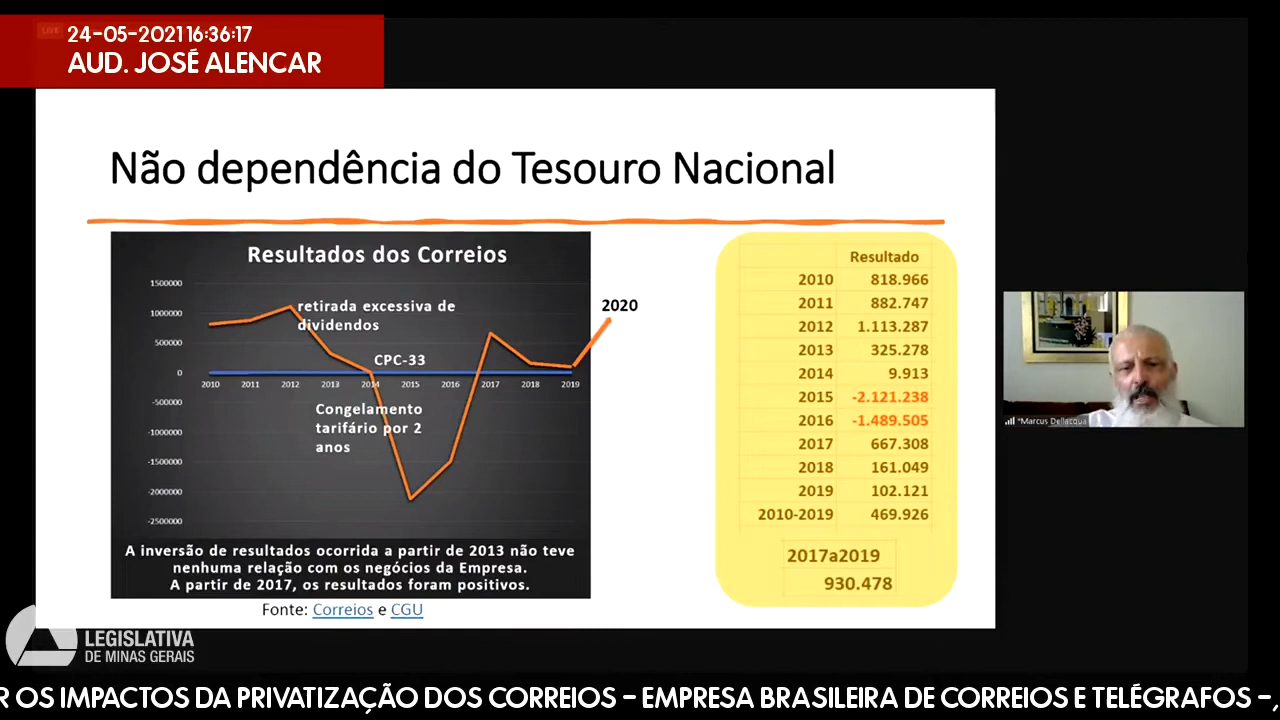 LIVE
24-05-2021 16:36:17
AUD. JOSÉ ALENCAR
Não dependência do Tesouro Nacional
Resultados dos Correios
1500000
1000000
500000
0
-500000
-1000000
-1500000
-2000000
-2500000
2010 2011 2012 2013 2014 2015 2016 2017 2018 2019
retirada excessiva de
dividendos
CPC-33
Congelamento
tarifário por 2
anos
2020
A inversão de resultados ocorrida a partir de 2013 não teve
nenhuma relação com os negócios da Empresa.
A partir de 2017, os resultados foram positivos.
Fonte: Correios e CGU
Resultado
2010 818.966
2011 882.747
2012 1.113.287
2013 325.278
2014 9.913
2015 -2.121.238
2016 -1.489.505
2017 667.308
2018 161.049
2019 102.121
2010-2019 469.926
2017a2019
930.478
*Marcus Dellacqua
LEGISLATIVA
DE MINAS GERAIS
R OS IMPACTOS DA PRIVATIZAÇÃO DOS CORREIOS – EMPRESA BRASILEIRA DE CORREIOS E TELÉGRAFOS –,